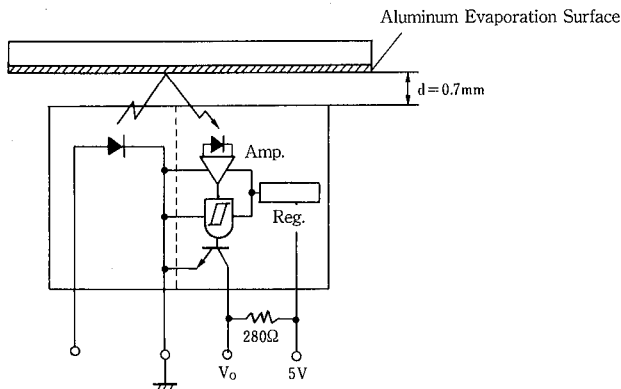 Aluminum Evaporation Surface
d=0.7mm
Amp.
Reg.
280Ω
Vo
5V